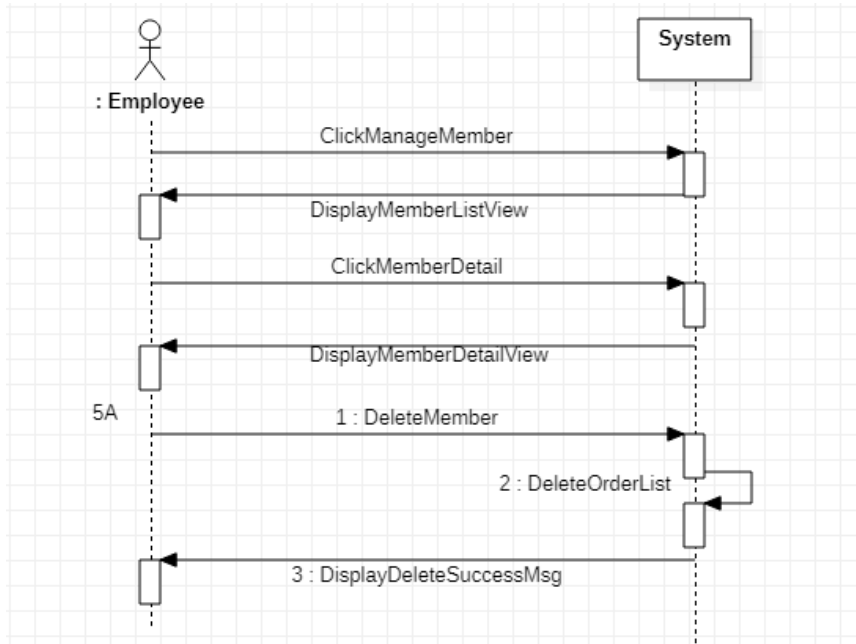 System
: Employee
ClickManageMember
DisplayMemberListView
ClickMemberDetail
DisplayMemberDetailView
5A
1 : DeleteMember
2 : DeleteOrderList
3 : DisplayDeleteSuccessMsg